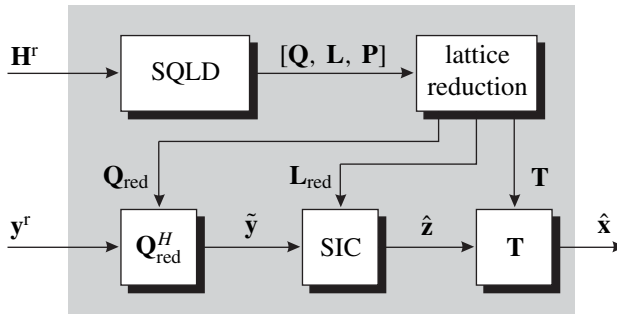 H^r
SQLD
[Q, L, P]
lattice
reduction
Q_red
L_red
T
y^r
Q^H_red
ỹ
SIC
ẑ
T
x̂